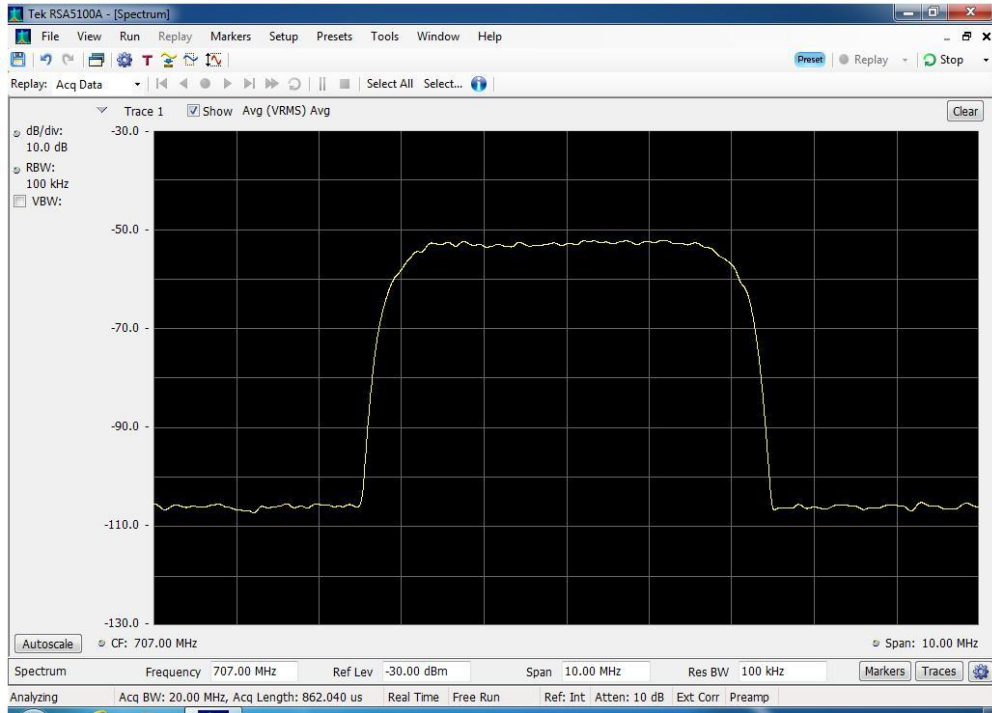 Tek RSA5100A - [Spectrum]
File View Run Replay Markers Setup Presets Tools Window Help
T
Preset Replay Stop
Replay: Acq Data Select All Select...
Trace 1 Show Avg (VRMS) Avg Clear
dB/div:
10.0 dB
RBW:
100 kHz
VBW:
-30.0
-50.0
-70.0
-90.0
-110.0
-130.0
Autoscale CF: 707.00 MHz Span: 10.00 MHz
Spectrum Frequency 707.00 MHz Ref Lev -30.00 dBm Span 10.00 MHz Res BW 100 kHz Markers Traces
Analyzing Acq BW: 20.00 MHz, Acq Length: 862.040 us Real Time Free Run Ref: Int Atten: 10 dB Ext Corr Preamp